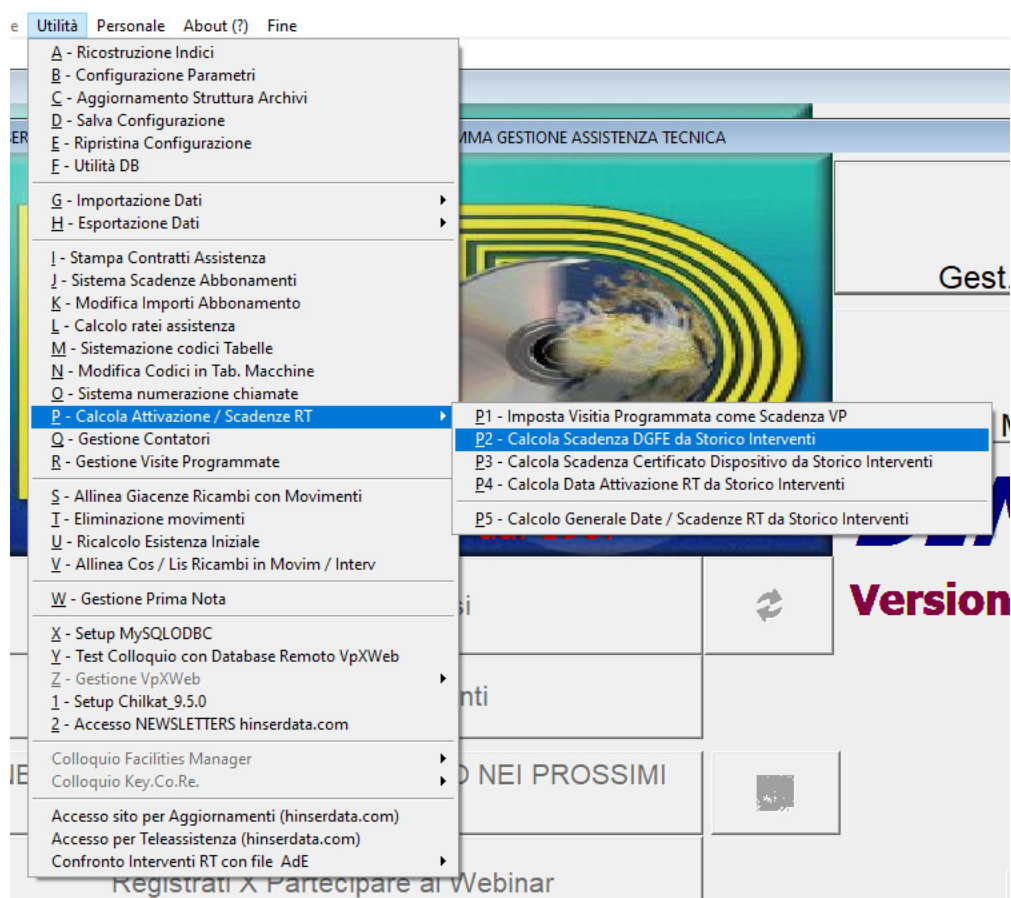 Utilità Personale About (?) Fine
A - Ricostruzione Indici
B - Configurazione Parametri
C - Aggiornamento Struttura Archivi
D - Salva Configurazione
E - Ripristina Configurazione
F - Utilità DB
G - Importazione Dati
H - Esportazione Dati
I - Stampa Contratti Assistenza
J - Sistema Scadenze Abbonamenti
K - Modifica Importi Abbonamento
L - Calcolo ratei assistenza
M - Sistemazione codici Tabelle
N - Modifica Codici in Tab. Macchine
O - Sistema numerazione chiamate
P - Calcola Attivazione / Scadenze RT
Q - Gestione Contatori
R - Gestione Visite Programmate
S - Allinea Giacenze Ricambi con Movimenti
T - Eliminazione movimenti
U - Ricalcolo Esistenza Iniziale
V - Allinea Cos / Lis Ricambi in Movim / Interv
W - Gestione Prima Nota
X - Setup MySQLODBC
Y - Test Colloquio con Database Remoto VpXWeb
Z - Gestione VpXWeb
1 - Setup Chilkat_9.5.0
2 - Accesso NEWSLETTERS hinserdata.com
Colloquio Facilities Manager
Colloquio Key.Co.Re.
Accesso sito per Aggiornamenti (hinserdata.com)
Accesso per Teleassistenza (hinserdata.com)
Confronto Interventi RT con file AdE
P1 - Imposta Visitia Programmata come Scadenza VP
P2 - Calcola Scadenza DGFE da Storico Interventi
P3 - Calcola Scadenza Certificato Dispositivo da Storico Interventi
P4 - Calcola Data Attivazione RT da Storico Interventi
P5 - Calcolo Generale Date / Scadenze RT da Storico Interventi
GESTIONE ASSISTENZA TECNICA
Gest.
Version
NEI PROSSIMI
Registrati X Partecipare ai Webinar